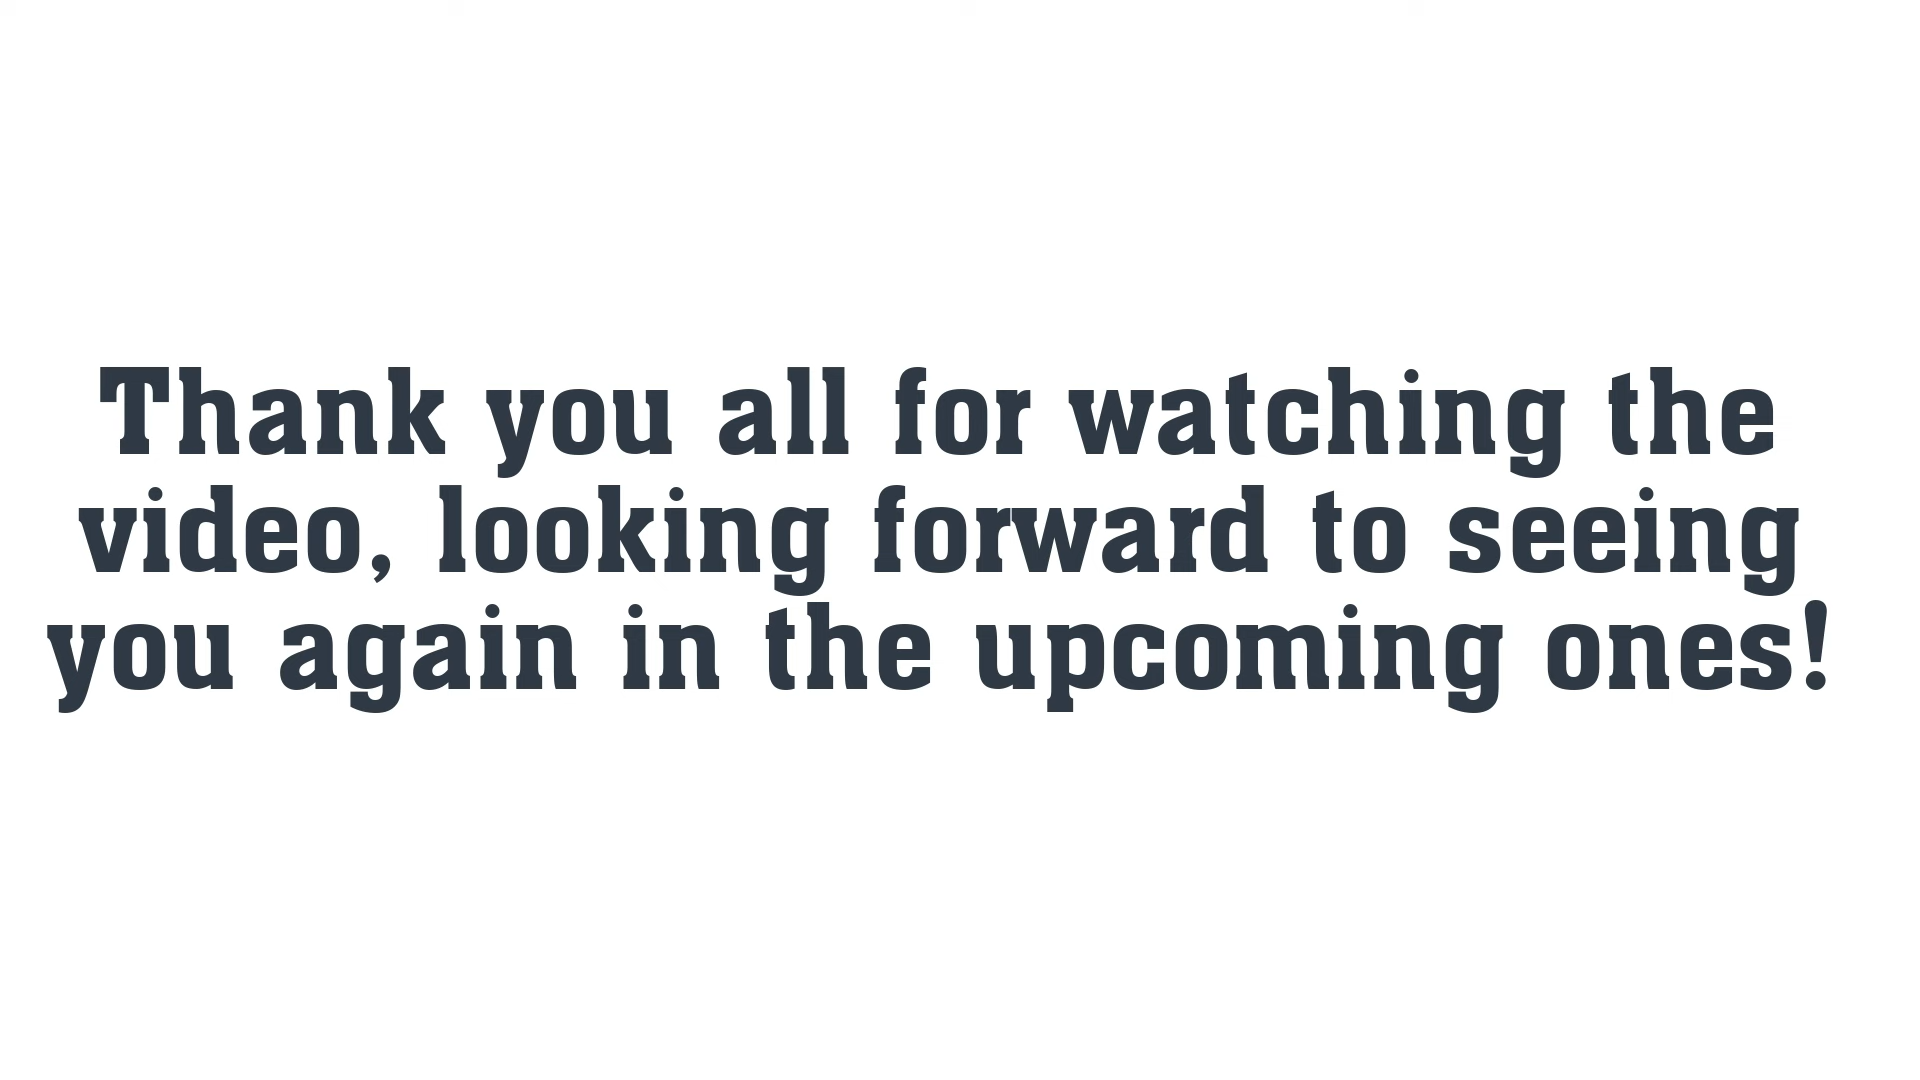 Thank you all for watching the
video, looking forward to seeing
you again in the upcoming ones!